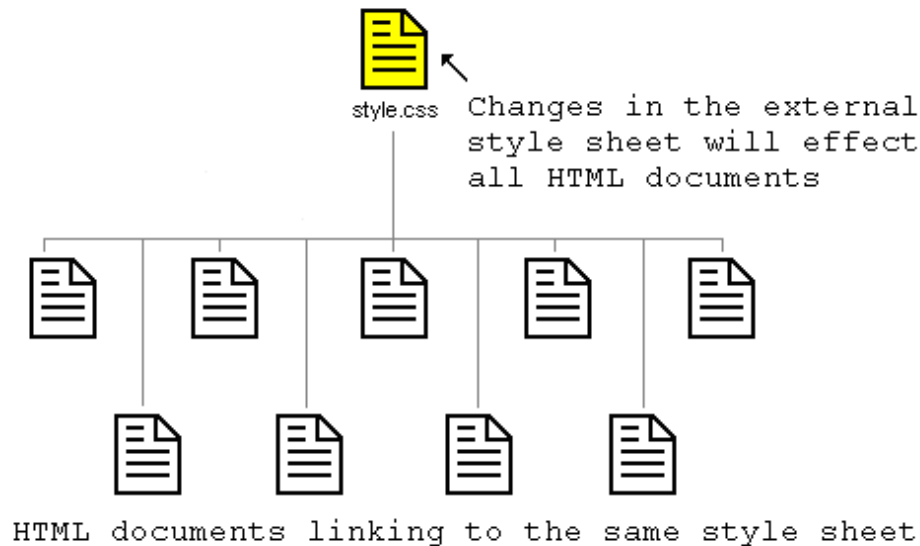 style.css
Changes in the external
style sheet will effect
all HTML documents
HTML documents linking to the same style sheet